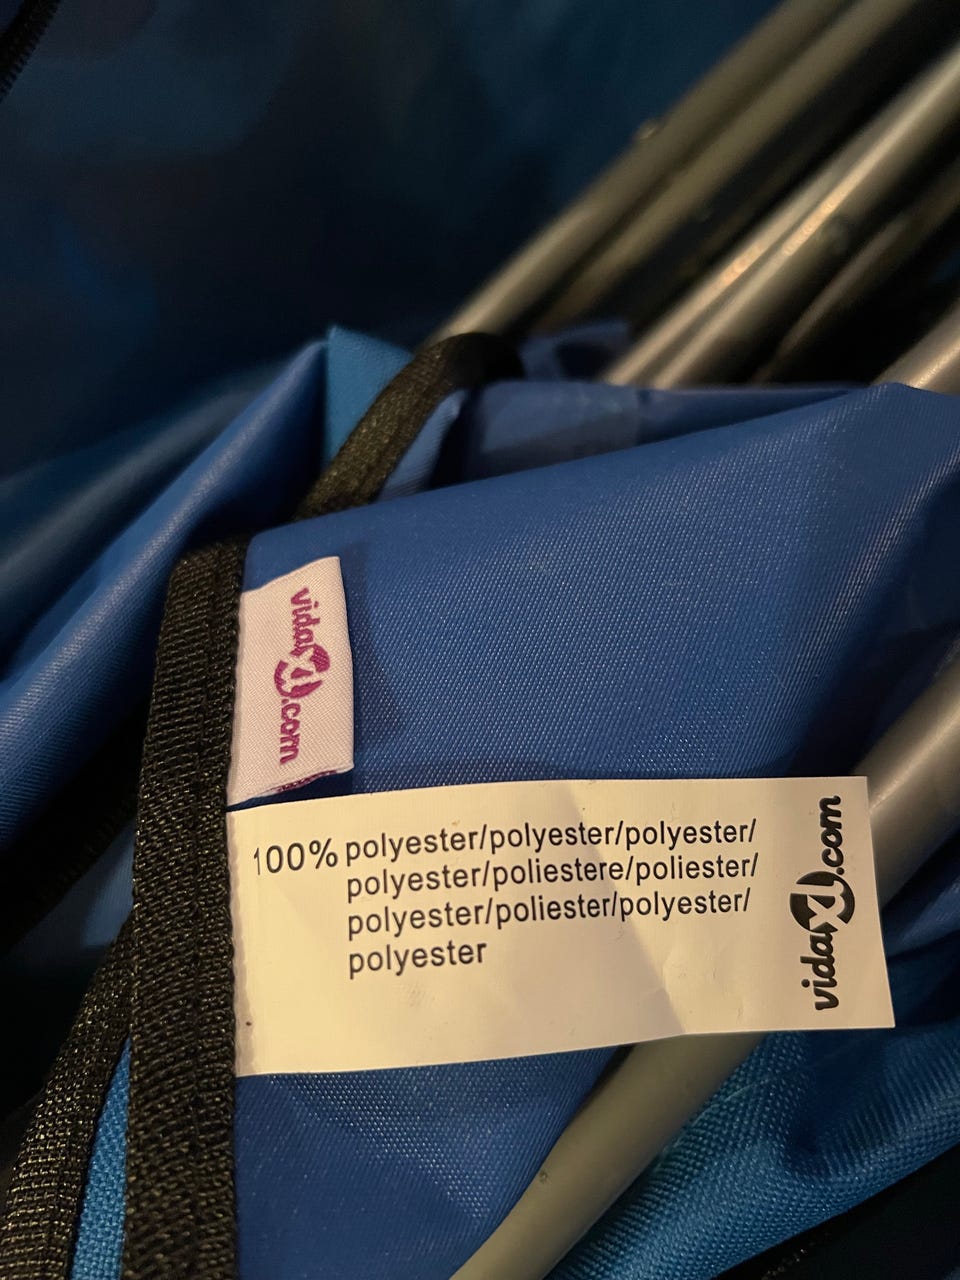 vidaXL.com
100% polyester/polyester/polyester/
polyester/poliestere/poliester/
polyester/poliester/polyester/
polyester
vidaXL.com